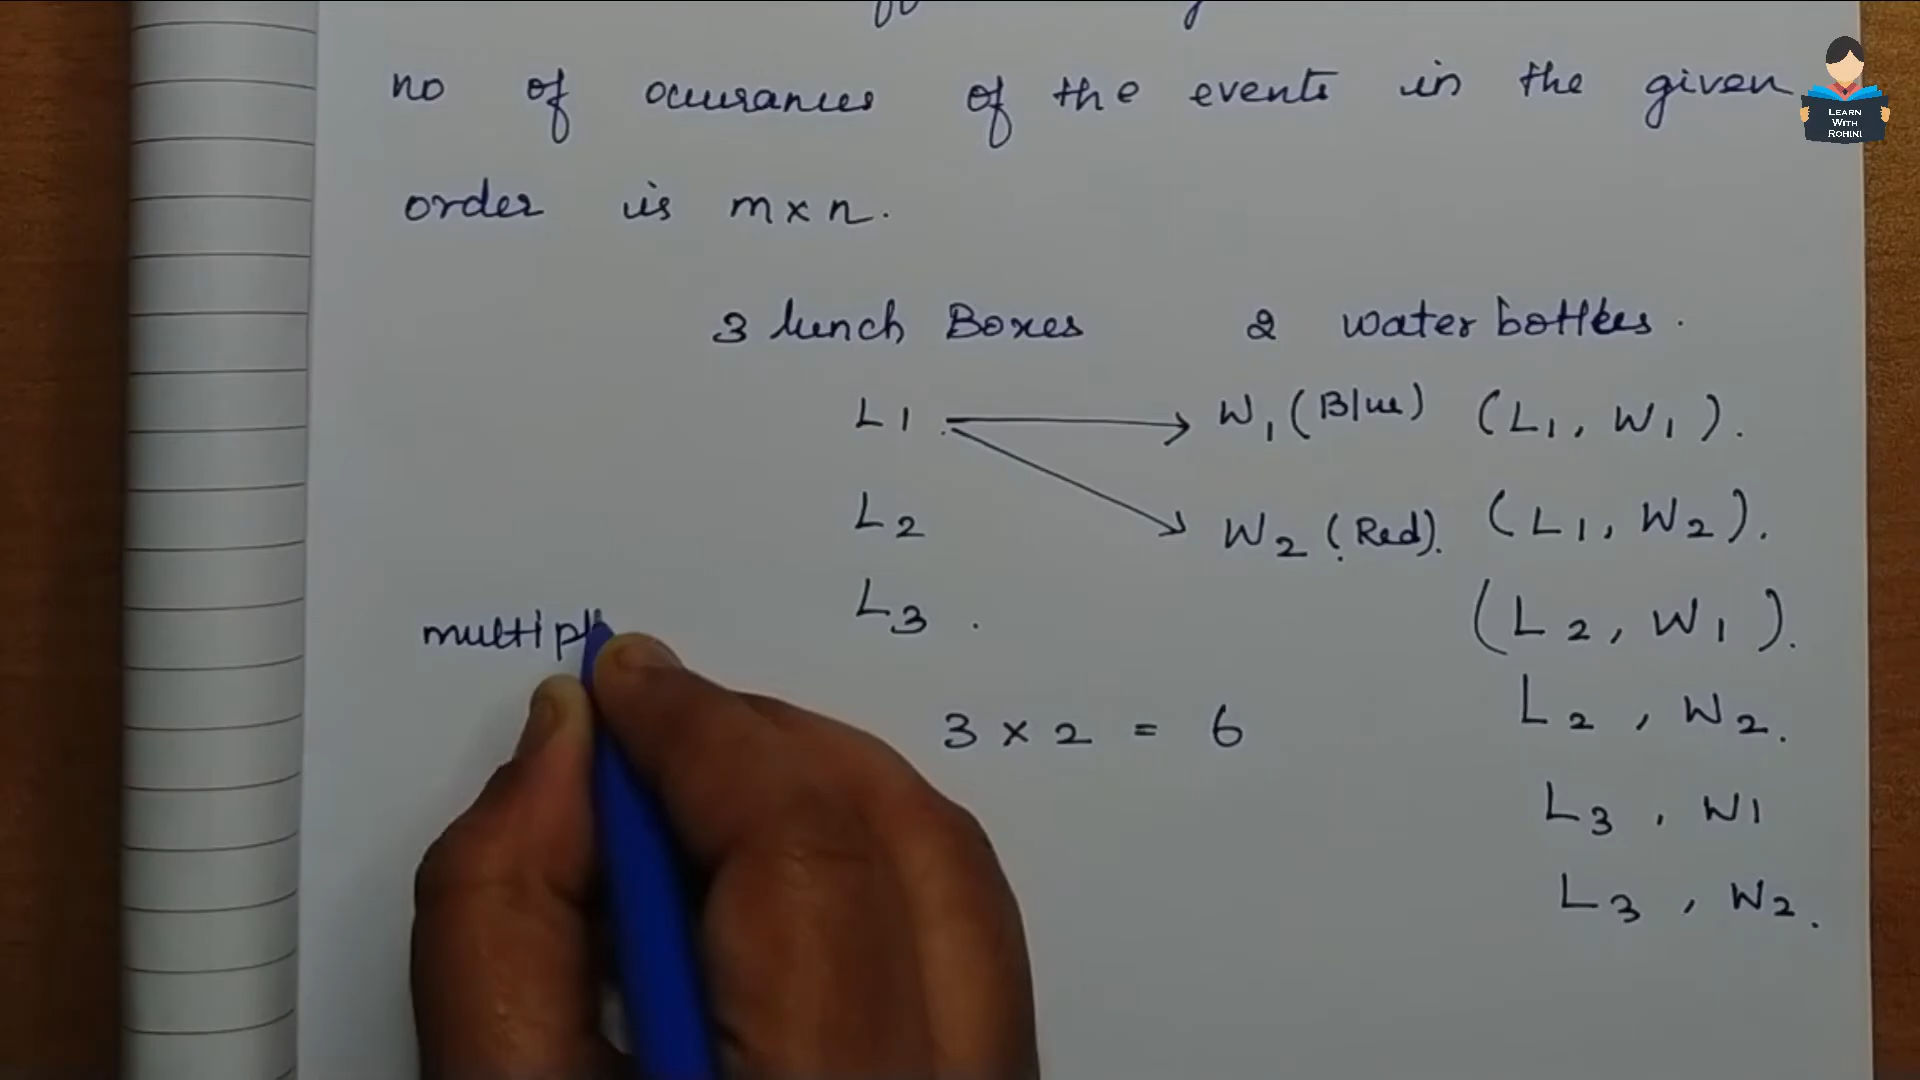 no of occurances of the events in the given
order is m x n.
3 lunch Boxes 2 water bottles.
L1 W1 (Blue) (L1, W1).
L2 W2 (Red). (L1, W2).
L3. (L2, W1).
multipl
3 x 2 = 6
L2, W2.
L3, W1
L3, W2.
LEARN
WITH
ROHINI